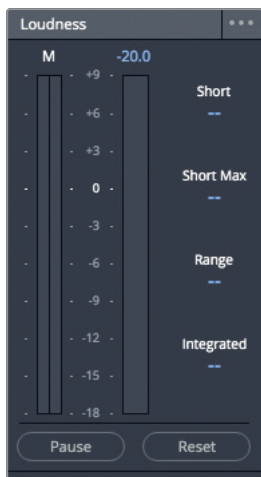 Loudness
M -20.0
+9
+6
+3
0
-3
-6
-9
-12
-15
-18
Short
--
Short Max
--
Range
--
Integrated
--
Pause Reset